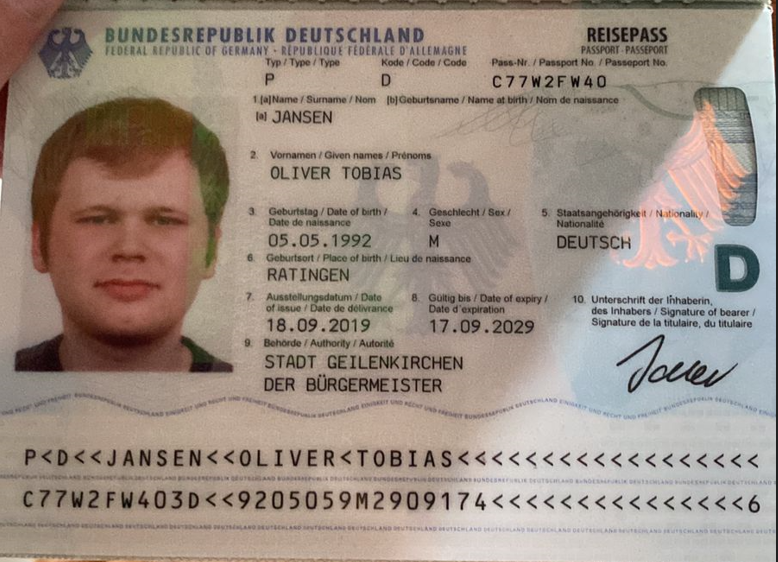 BUNDESREPUBLIK DEUTSCHLAND
FEDERAL REPUBLIC OF GERMANY · RÉPUBLIQUE FÉDÉRALE D'ALLEMAGNE
REISEPASS
PASSPORT · PASSEPORT
Typ / Type / Type Kode / Code / Code Pass-Nr. / Passport No. / Passeport No.
P D C77W2FW40
1.[a]Name / Surname / Nom [b]Geburtsname / Name at birth / Nom de naissance
[a] JANSEN
2. Vornamen / Given names / Prénoms
OLIVER TOBIAS
3. Geburtstag / Date of birth / Date de naissance
4. Geschlecht / Sex / Sexe
5. Staatsangehörigkeit / Nationality / Nationalité
05.05.1992 M DEUTSCH
6. Geburtsort / Place of birth / Lieu de naissance
RATINGEN
7. Ausstellungsdatum / Date of issue / Date de délivrance
8. Gültig bis / Date of expiry / Date d'expiration
10. Unterschrift der Inhaberin, des Inhabers / Signature of bearer / Signature de la titulaire, du titulaire
18.09.2019 17.09.2029
9. Behörde / Authority / Autorité
STADT GEILENKIRCHEN
DER BÜRGERMEISTER
D
P<D<<JANSEN<<OLIVER<TOBIAS<<<<<<<<<<<<<<<<<<
C77W2FW403D<<9205059M2909174<<<<<<<<<<<<<<<6